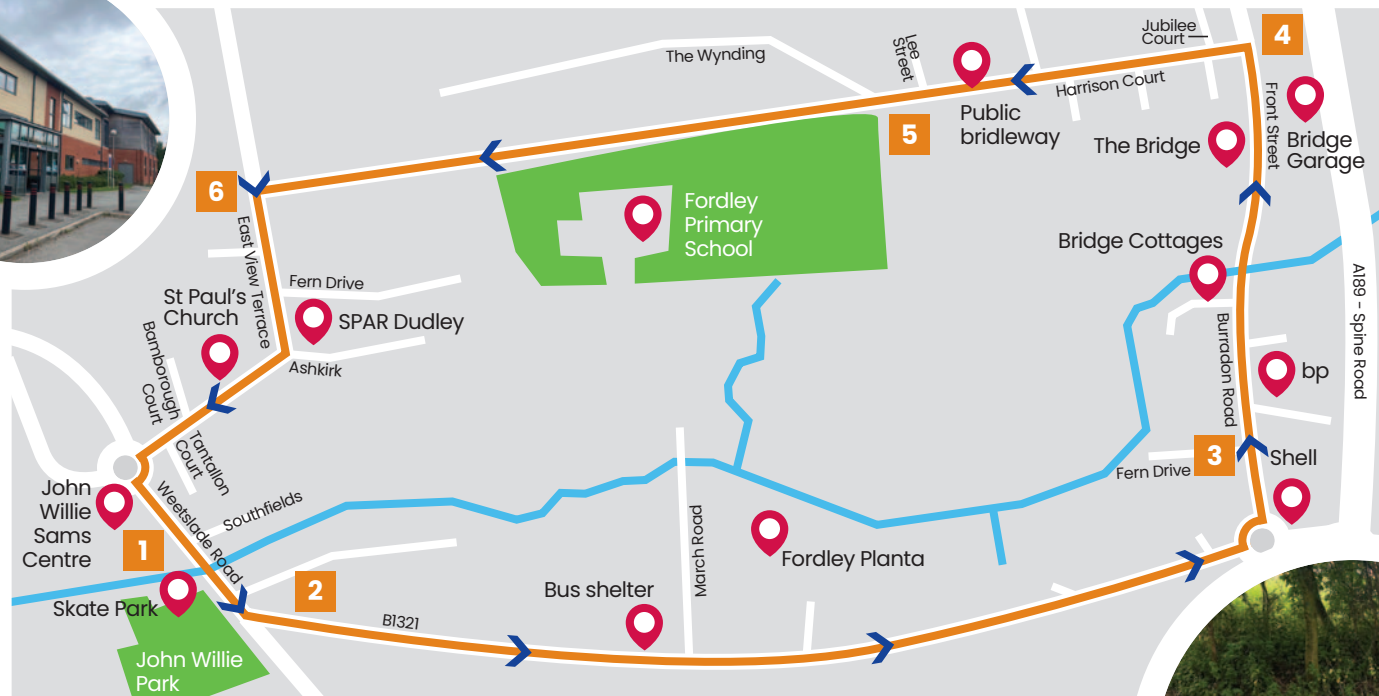 Jubilee
Court
4
The Wynding
Lee
Street
Harrison Court
Front Street
Public
bridleway
5
The Bridge
Bridge
Garage
6
Fordley
Primary
School
East View Terrace
Bridge Cottages
Fern Drive
St Paul's
Church
SPAR Dudley
A189 - Spine Road
Bamborough
Court
Ashkirk
Burradon Road
bp
Tantallon
Court
3
Shell
Fern Drive
John
Willie
Sams
Centre
Weetslade Road
Southfields
1
March Road
Fordley Planta
2
Bus shelter
Skate Park
B1321
John Willie
Park